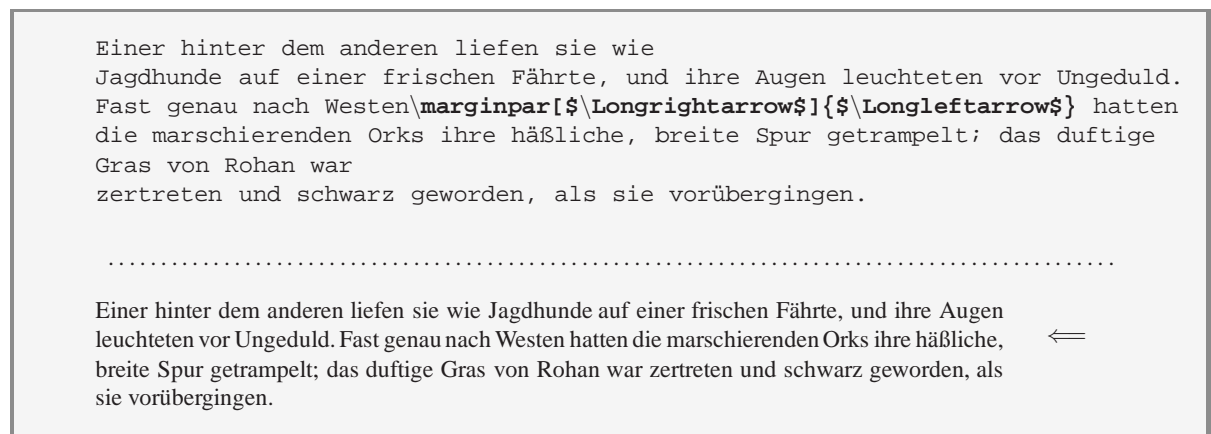 Einer hinter dem anderen liefen sie wie
Jagdhunde auf einer frischen Fährte, und ihre Augen leuchteten vor Ungeduld.
Fast genau nach Westen\marginpar[$\Longrightarrow$]{$\Longleftarrow$} hatten
die marschierenden Orks ihre häßliche, breite Spur getrampelt; das duftige
Gras von Rohan war
zertreten und schwarz geworden, als sie vorübergingen.
Einer hinter dem anderen liefen sie wie Jagdhunde auf einer frischen Fährte, und ihre Augen
leuchteten vor Ungeduld. Fast genau nach Westen hatten die marschierenden Orks ihre häßliche, ⟸
breite Spur getrampelt; das duftige Gras von Rohan war zertreten und schwarz geworden, als
sie vorübergingen.